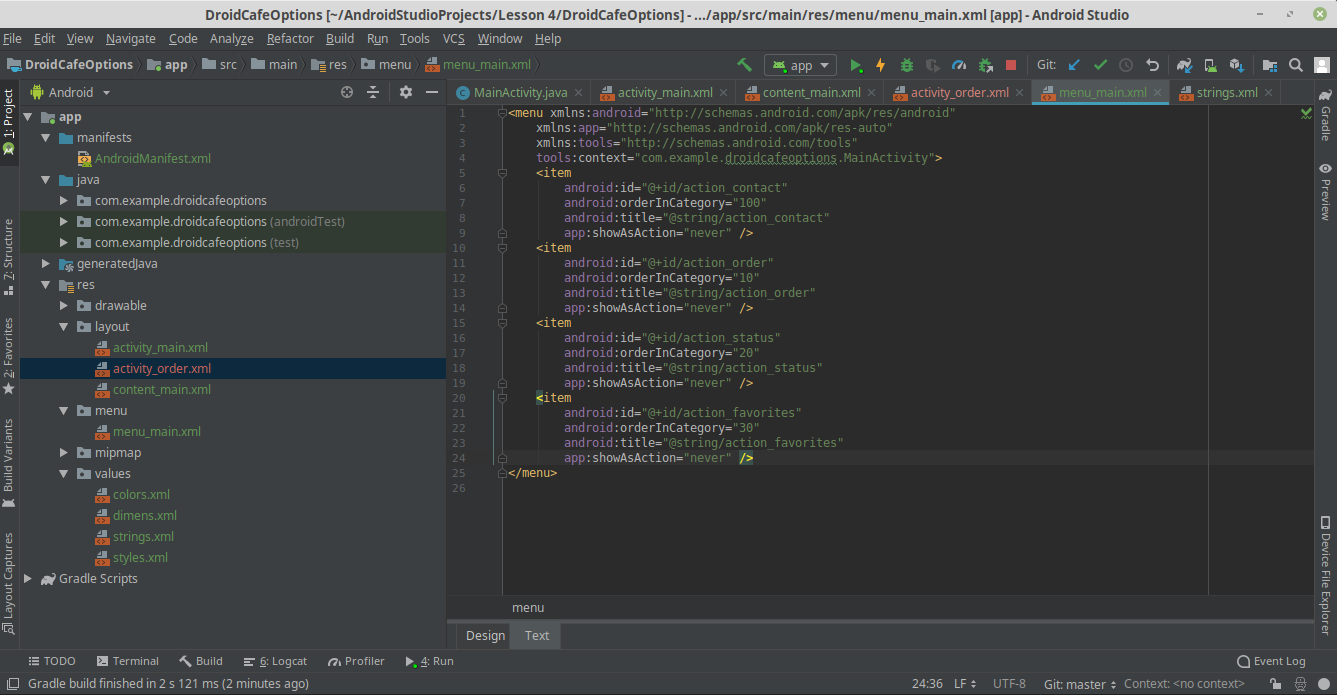 DroidCafeOptions [~/AndroidStudioProjects/Lesson 4/DroidCafeOptions] - .../app/src/main/res/menu/menu_main.xml [app] - Android Studio
File Edit View Navigate Code Analyze Refactor Build Run Tools VCS Window Help
DroidCafeOptions app src main res menu menu_main.xml app Git:
Android
MainActivity.java activity_main.xml content_main.xml activity_order.xml menu_main.xml strings.xml
1: Project
7: Structure
2: Favorites
Build Variants
Layout Captures
app
manifests
AndroidManifest.xml
java
com.example.droidcafeoptions
com.example.droidcafeoptions (androidTest)
com.example.droidcafeoptions (test)
generatedJava
res
drawable
layout
activity_main.xml
activity_order.xml
content_main.xml
menu
menu_main.xml
mipmap
values
colors.xml
dimens.xml
strings.xml
styles.xml
Gradle Scripts
1 <menu xmlns:android="http://schemas.android.com/apk/res/android"
2 xmlns:app="http://schemas.android.com/apk/res-auto"
3 xmlns:tools="http://schemas.android.com/tools"
4 tools:context="com.example.droidcafeoptions.MainActivity">
5 <item
6 android:id="@+id/action_contact"
7 android:orderInCategory="100"
8 android:title="@string/action_contact"
9 app:showAsAction="never" />
10 <item
11 android:id="@+id/action_order"
12 android:orderInCategory="10"
13 android:title="@string/action_order"
14 app:showAsAction="never" />
15 <item
16 android:id="@+id/action_status"
17 android:orderInCategory="20"
18 android:title="@string/action_status"
19 app:showAsAction="never" />
20 <item
21 android:id="@+id/action_favorites"
22 android:orderInCategory="30"
23 android:title="@string/action_favorites"
24 app:showAsAction="never" />
25 </menu>
26
menu
Design Text
Gradle
Preview
Device File Explorer
TODO Terminal Build 6: Logcat Profiler 4: Run Event Log
Gradle build finished in 2 s 121 ms (2 minutes ago) 24:36 LF UTF-8 Git: master Context: <no context>